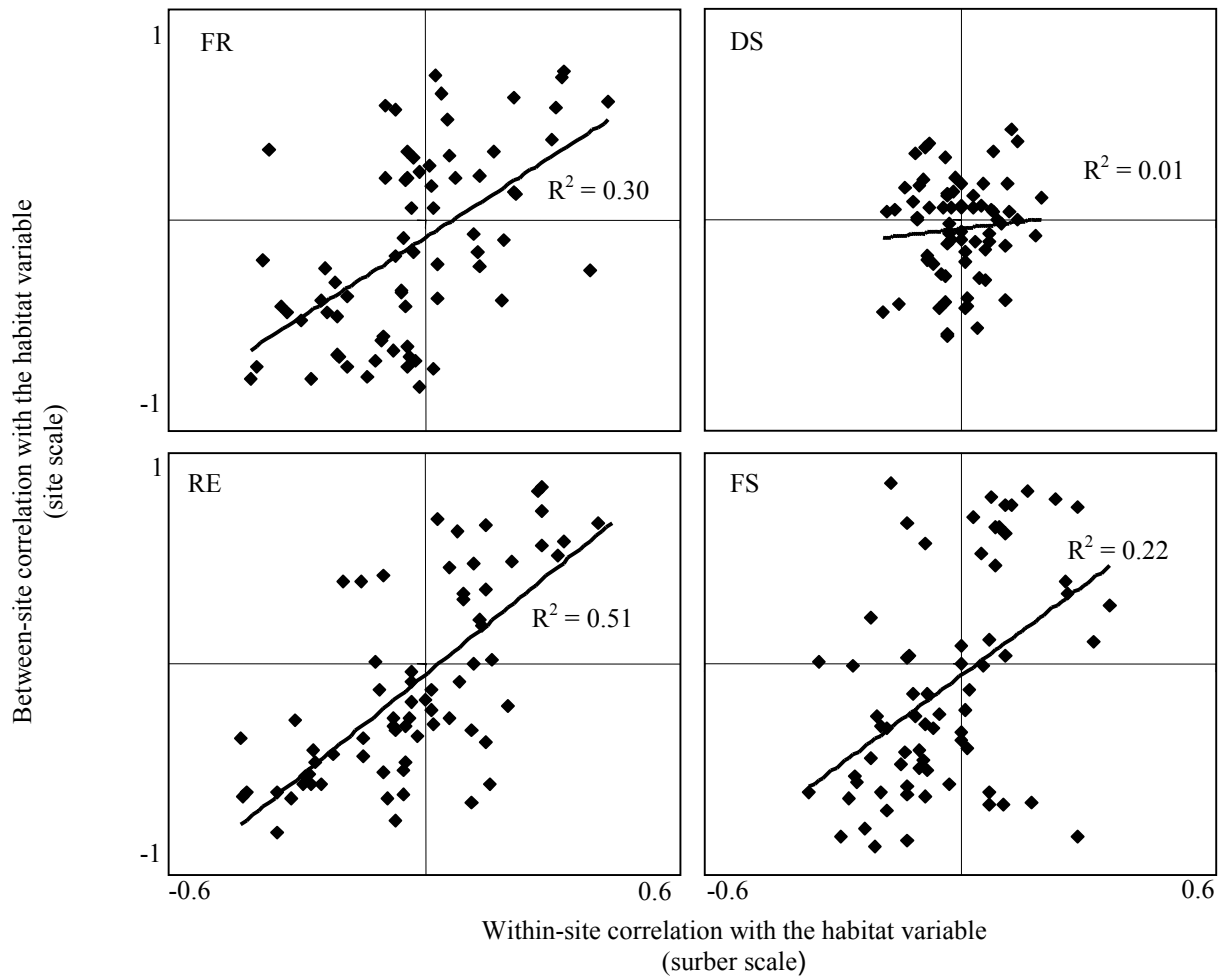 Between-site correlation with the habitat variable
(site scale)
1
-1
FR
R² = 0.30
DS
R² = 0.01
1
-1
RE
R² = 0.51
FS
R² = 0.22
-0.6
0.6
-0.6
0.6
Within-site correlation with the habitat variable
(surber scale)